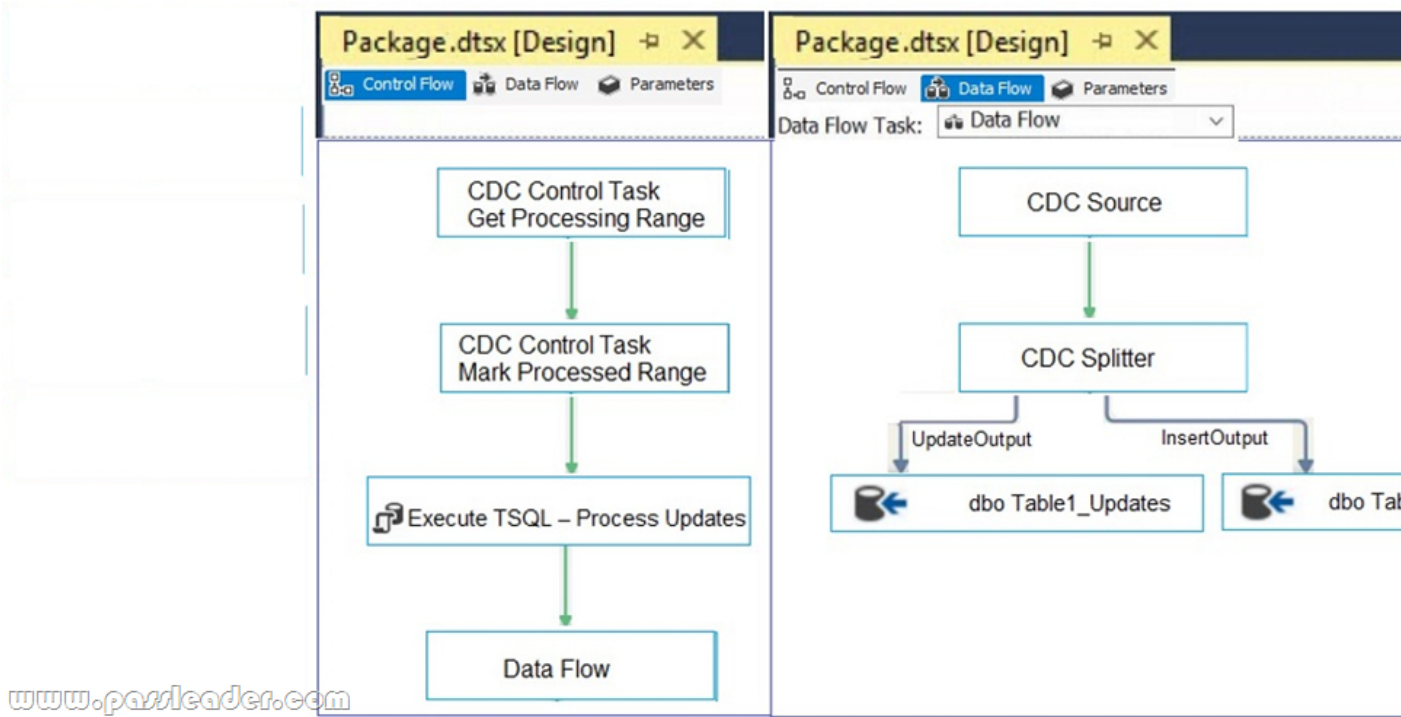 Package.dtsx [Design]
Control Flow Data Flow Parameters
CDC Control Task
Get Processing Range
CDC Control Task
Mark Processed Range
Execute TSQL – Process Updates
Data Flow
Package.dtsx [Design]
Control Flow Data Flow Parameters
Data Flow Task: Data Flow
CDC Source
CDC Splitter
UpdateOutput InsertOutput
dbo Table1_Updates dbo
www.passleader.com